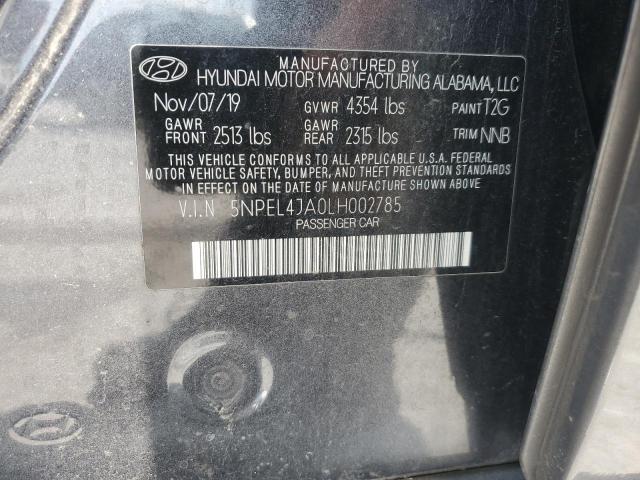 MANUFACTURED BY
HYUNDAI MOTOR MANUFACTURING ALABAMA, LLC
Nov/07/19 GVWR 4354 lbs PAINT T2G
GAWR FRONT 2513 lbs GAWR REAR 2315 lbs TRIM NNB
THIS VEHICLE CONFORMS TO ALL APPLICABLE U.S.A. FEDERAL
MOTOR VEHICLE SAFETY, BUMPER, AND THEFT PREVENTION STANDARDS
IN EFFECT ON THE DATE OF MANUFACTURE SHOWN ABOVE.
V.I.N 5NPEL4JA0LH002785
PASSENGER CAR